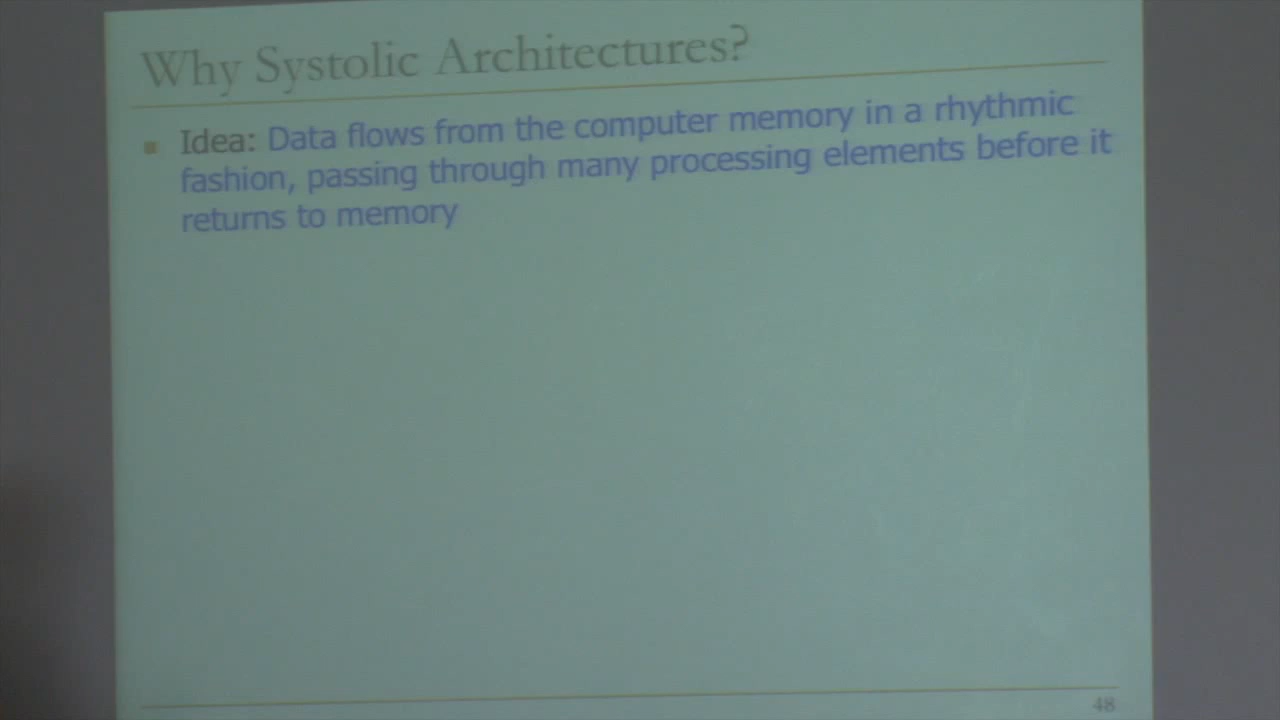 Why Systolic Architectures?
Idea: Data flows from the computer memory in a rhythmic
fashion, passing through many processing elements before it
returns to memory
48